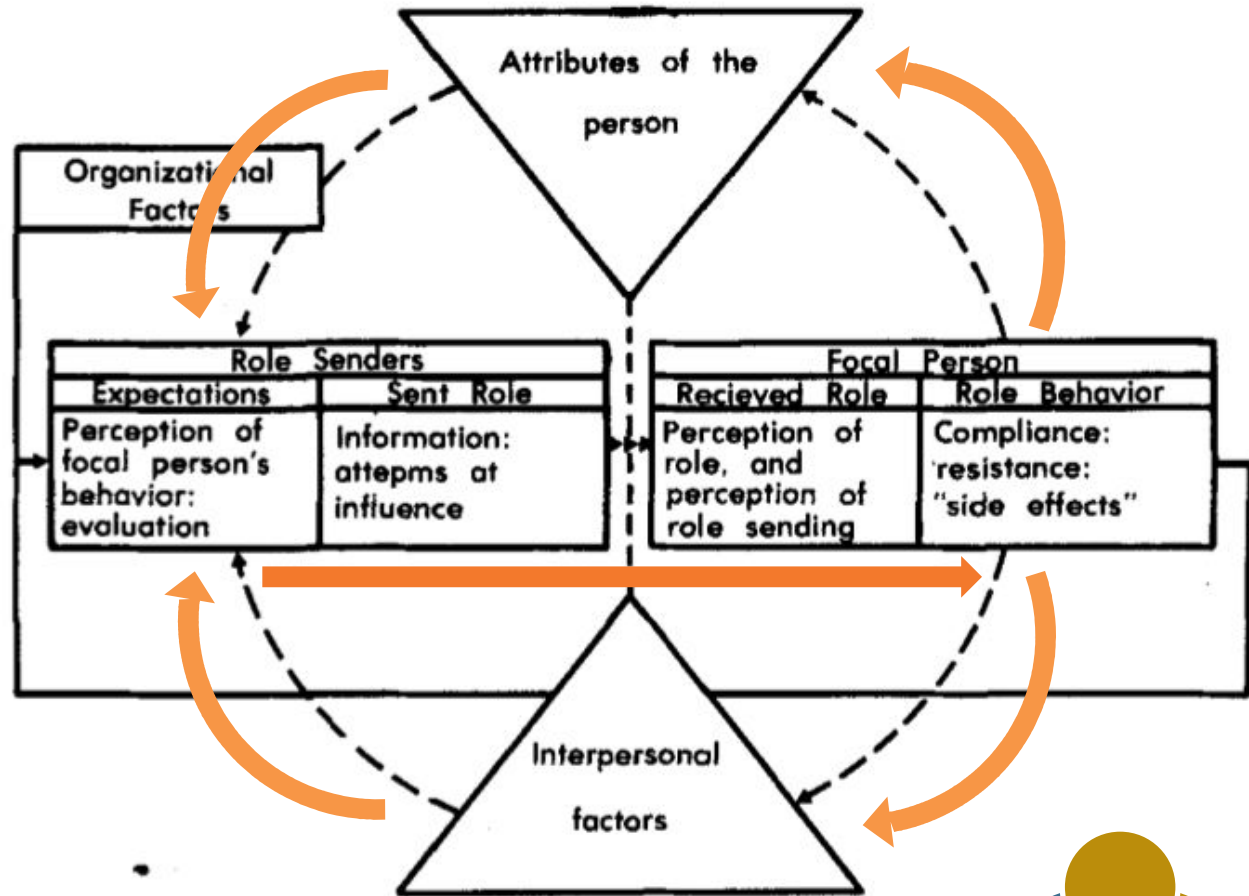 Attributes of the
person
Organizational
Factors
Role Senders
Expectations
Sent Role
Perception of
focal person's
behavior:
evaluation
Information:
attepms at
influence
Focal Person
Recieved Role
Role Behavior
Perception of
role, and
perception of
role sending
Compliance:
resistance:
"side effects"
Interpersonal
factors